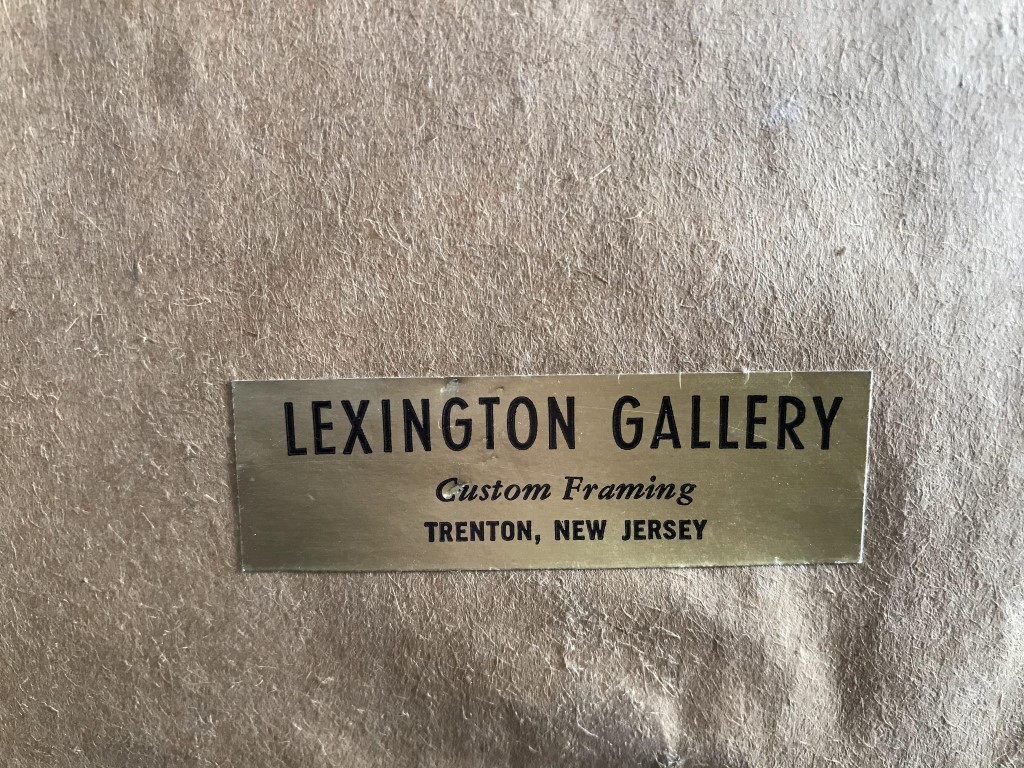 LEXINGTON GALLERY
Custom Framing
TRENTON, NEW JERSEY